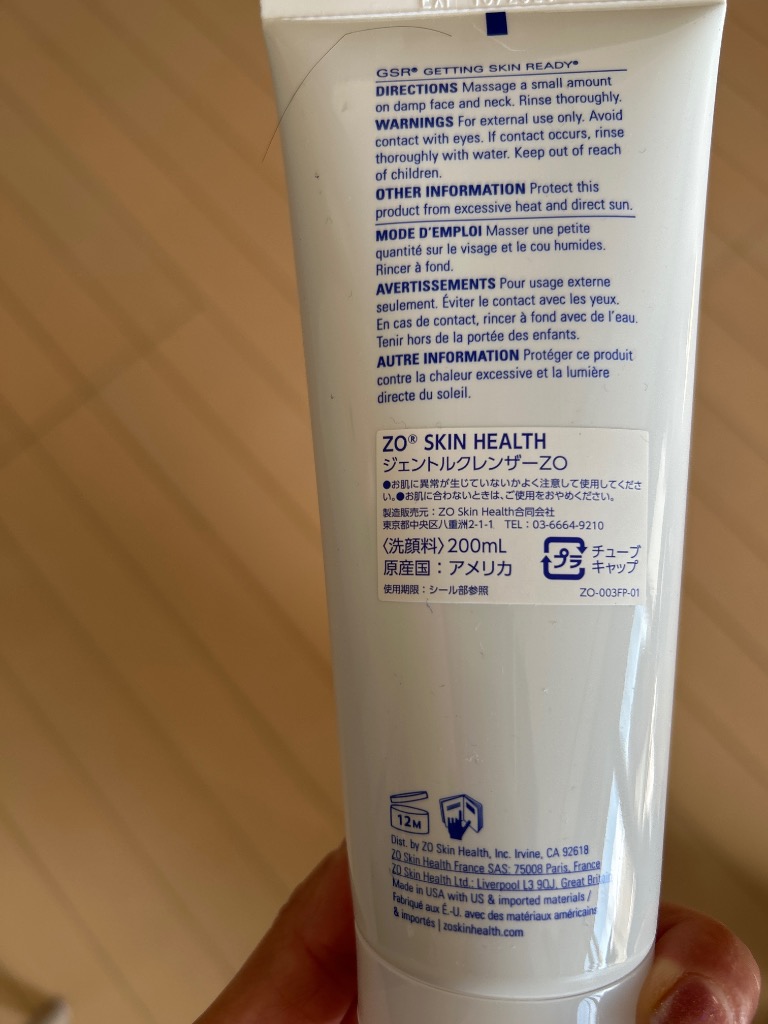 GSR® GETTING SKIN READY®
DIRECTIONS Massage a small amount
on damp face and neck. Rinse thoroughly.
WARNINGS For external use only. Avoid
contact with eyes. If contact occurs, rinse
thoroughly with water. Keep out of reach
of children.
OTHER INFORMATION Protect this
product from excessive heat and direct sun.
MODE D'EMPLOI Masser une petite
quantité sur le visage et le cou humides.
Rincer à fond.
AVERTISSEMENTS Pour usage externe
seulement. Éviter le contact avec les yeux.
En cas de contact, rincer à fond avec de l'eau.
Tenir hors de la portée des enfants.
AUTRE INFORMATION Protéger ce produit
contre la chaleur excessive et la lumière
directe du soleil.
ZO® SKIN HEALTH
ジェントルクレンザーZO
●お肌に異常が生じていないかよく注意して使用してくださ
い。●お肌に合わないときは、ご使用をおやめください。
製造販売元：ZO Skin Health合同会社
東京都中央区八重洲2-1-1 TEL：03-6664-9210
〈洗顔料〉200mL
原産国：アメリカ
プラ
チューブ
キャップ
使用期限：シール部参照
ZO-003FP-01
12M
Dist. by ZO Skin Health, Inc. Irvine, CA 92618
ZO Skin Health France SAS: 75008 Paris, France
ZO Skin Health Ltd.: Liverpool L3 9QJ, Great Britain
Made in USA with US & imported materials /
Fabriqué aux É.-U. avec des matériaux américains
& importés | zoskinhealth.com